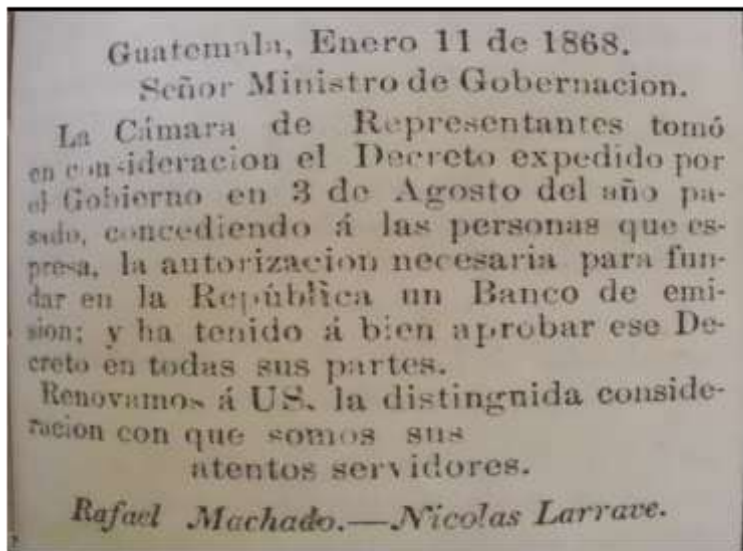 Guatemala, Enero 11 de 1868.
Señor Ministro de Gobernacion.
La Cámara de Representantes tomó
en consideracion el Decreto expedido por
el Gobierno en 3 de Agosto del año pa-
sado, concediendo á las personas que es-
presa, la autorizacion necesaria para fun-
dar en la República un Banco de emi-
sion; y ha tenido á bien aprobar ese De-
creto en todas sus partes.
Renovamos á US. la distinguida conside-
racion con que somos sus
atentos servidores.
Rafael Machado.—Nicolas Larrave.